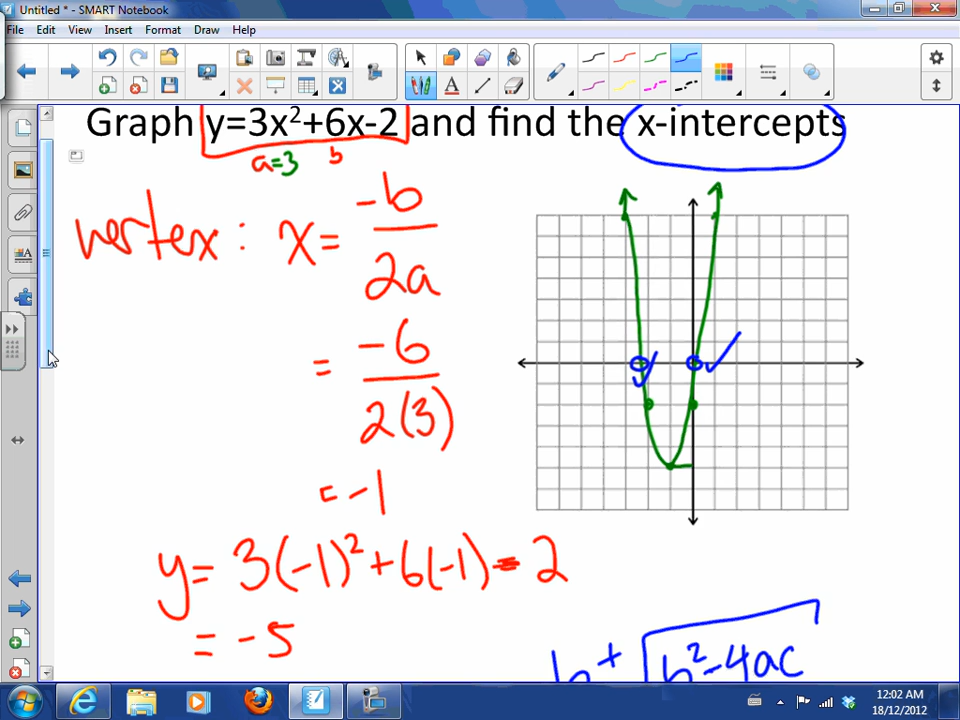 Untitled * - SMART Notebook
File Edit View Insert Format Draw Help
Graph y=3x²+6x-2 and find the x-intercepts
a=3 b
vertex: x= -b
2a
= -6
2(3)
= -1
y= 3(-1)²+6(-1)-2
= -5
b+ √b²-4ac
12:02 AM
18/12/2012